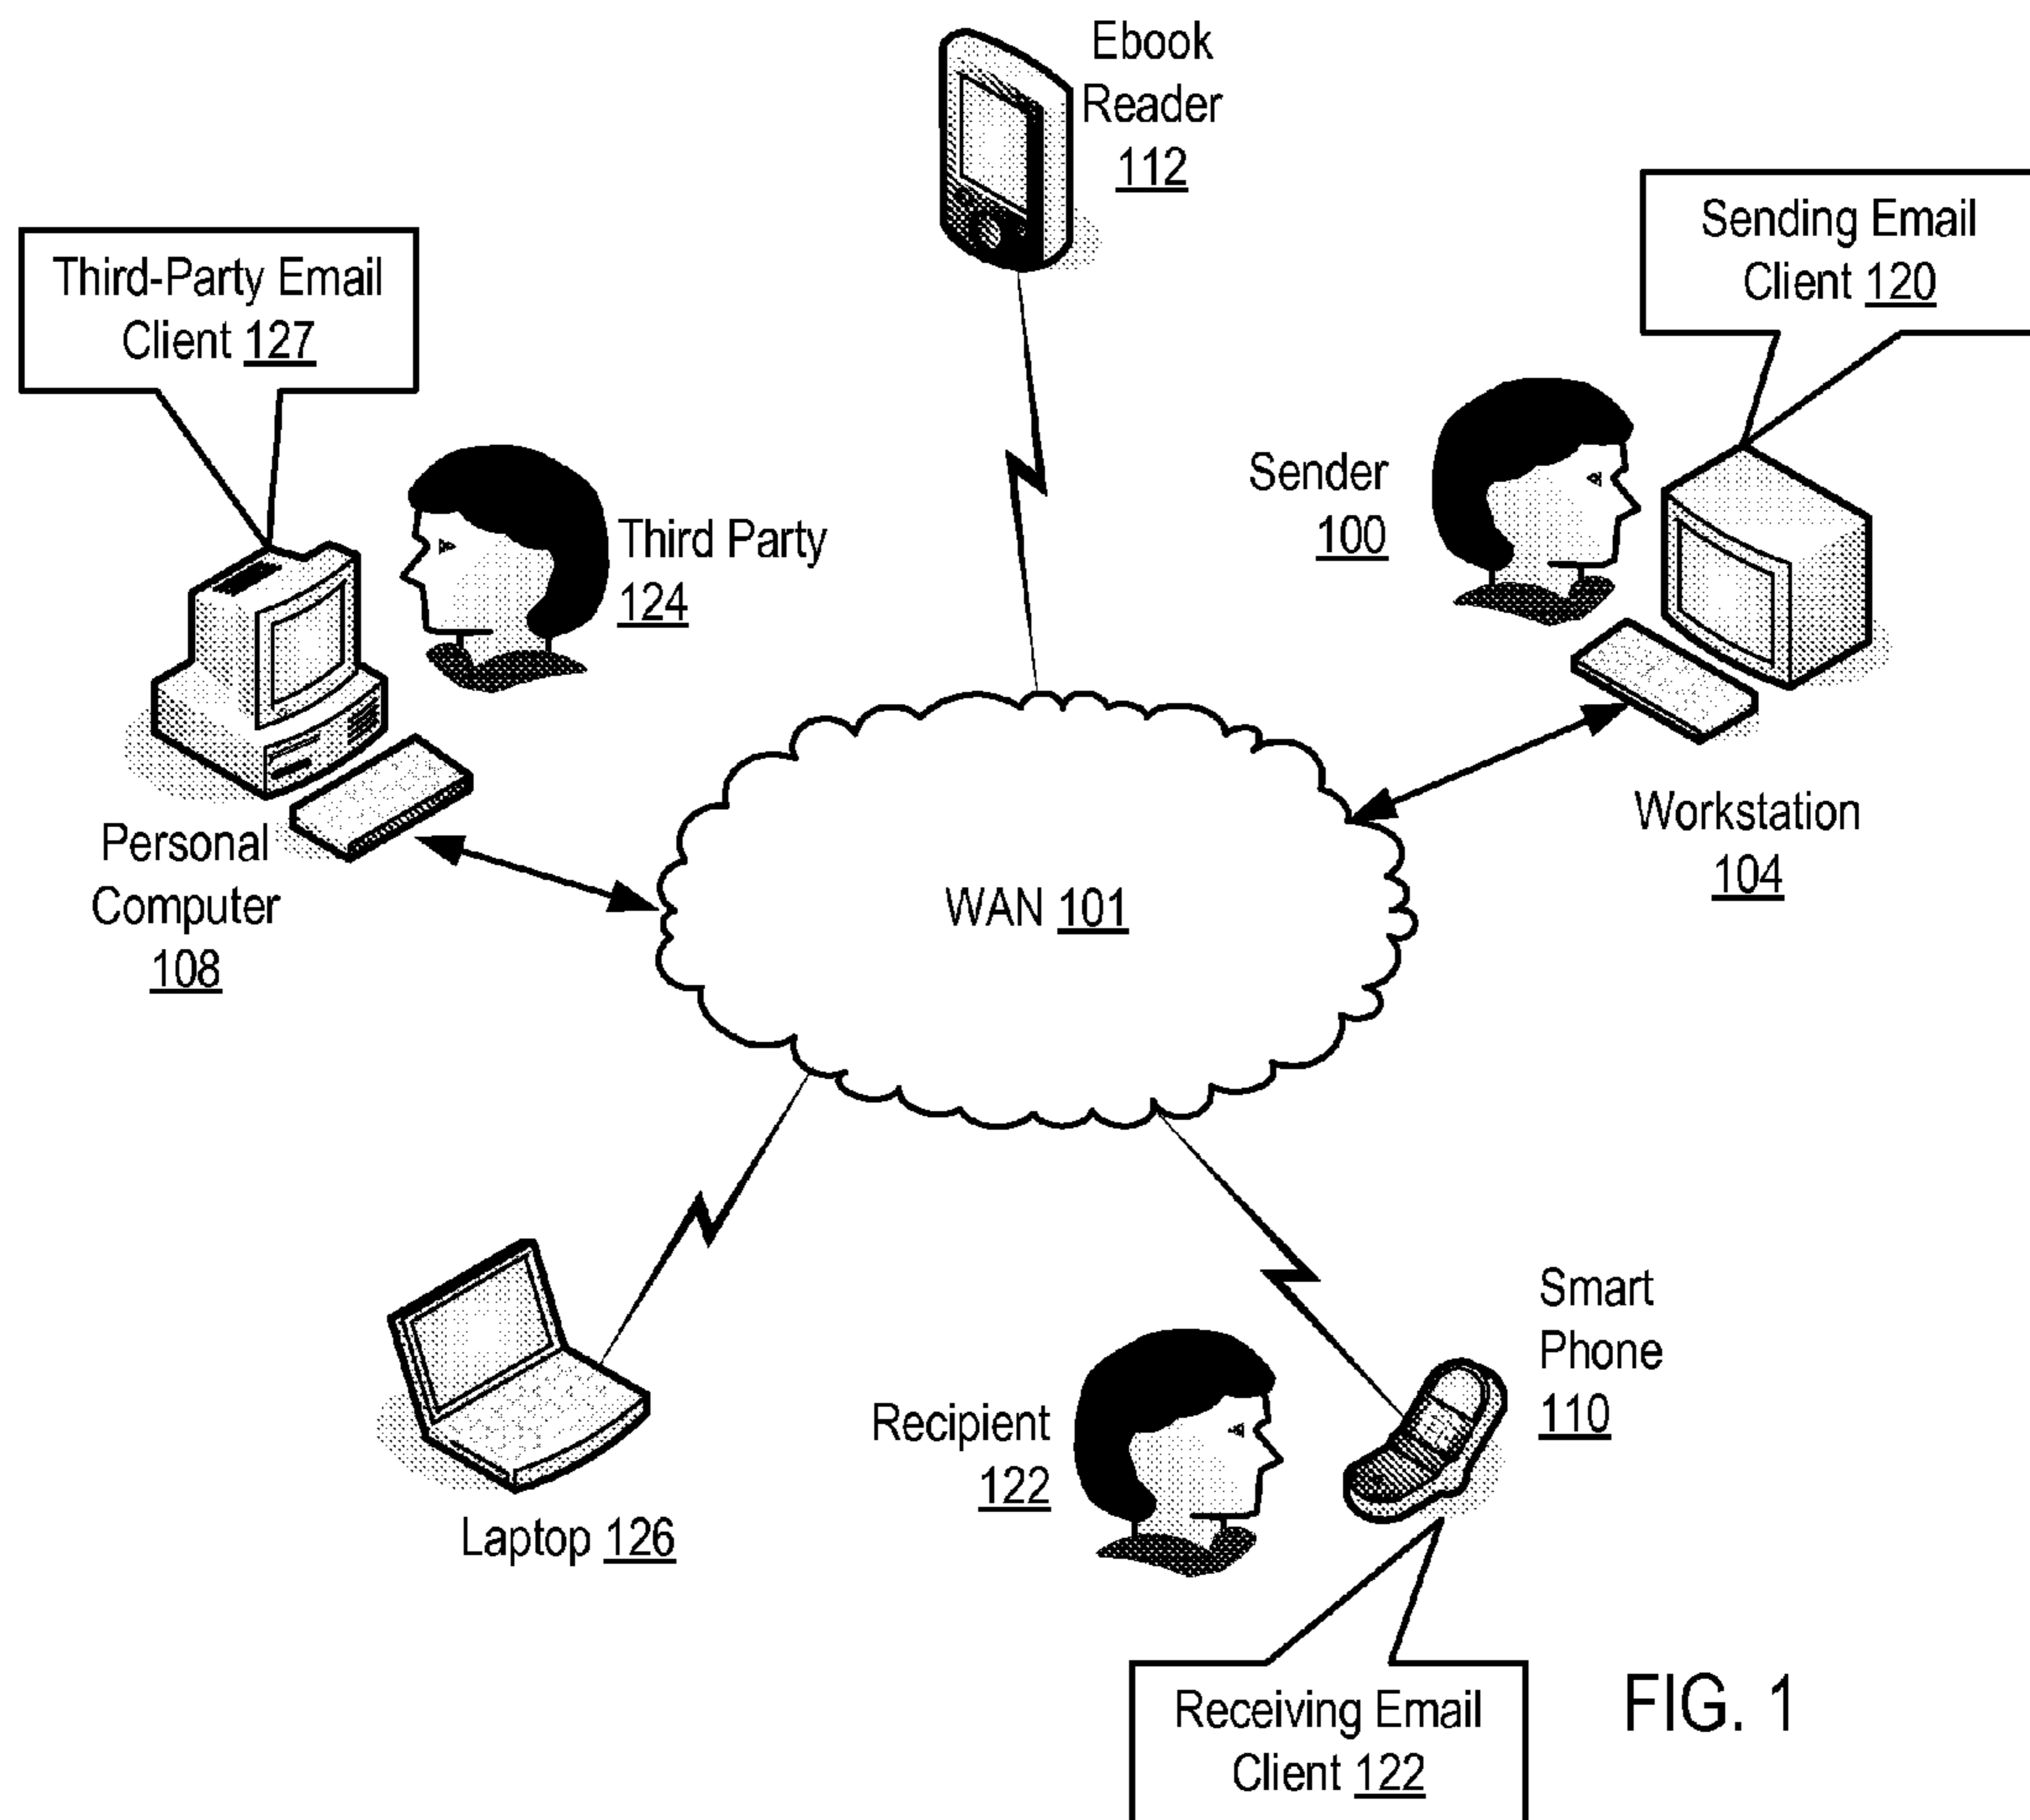 Ebook
Reader
112
Sending Email
Client 120
Third-Party Email
Client 127
Sender
100
Third Party
124
Workstation
104
Personal
Computer
108
WAN 101
Smart
Phone
110
Recipient
122
Laptop 126
Receiving Email
Client 122
FIG. 1